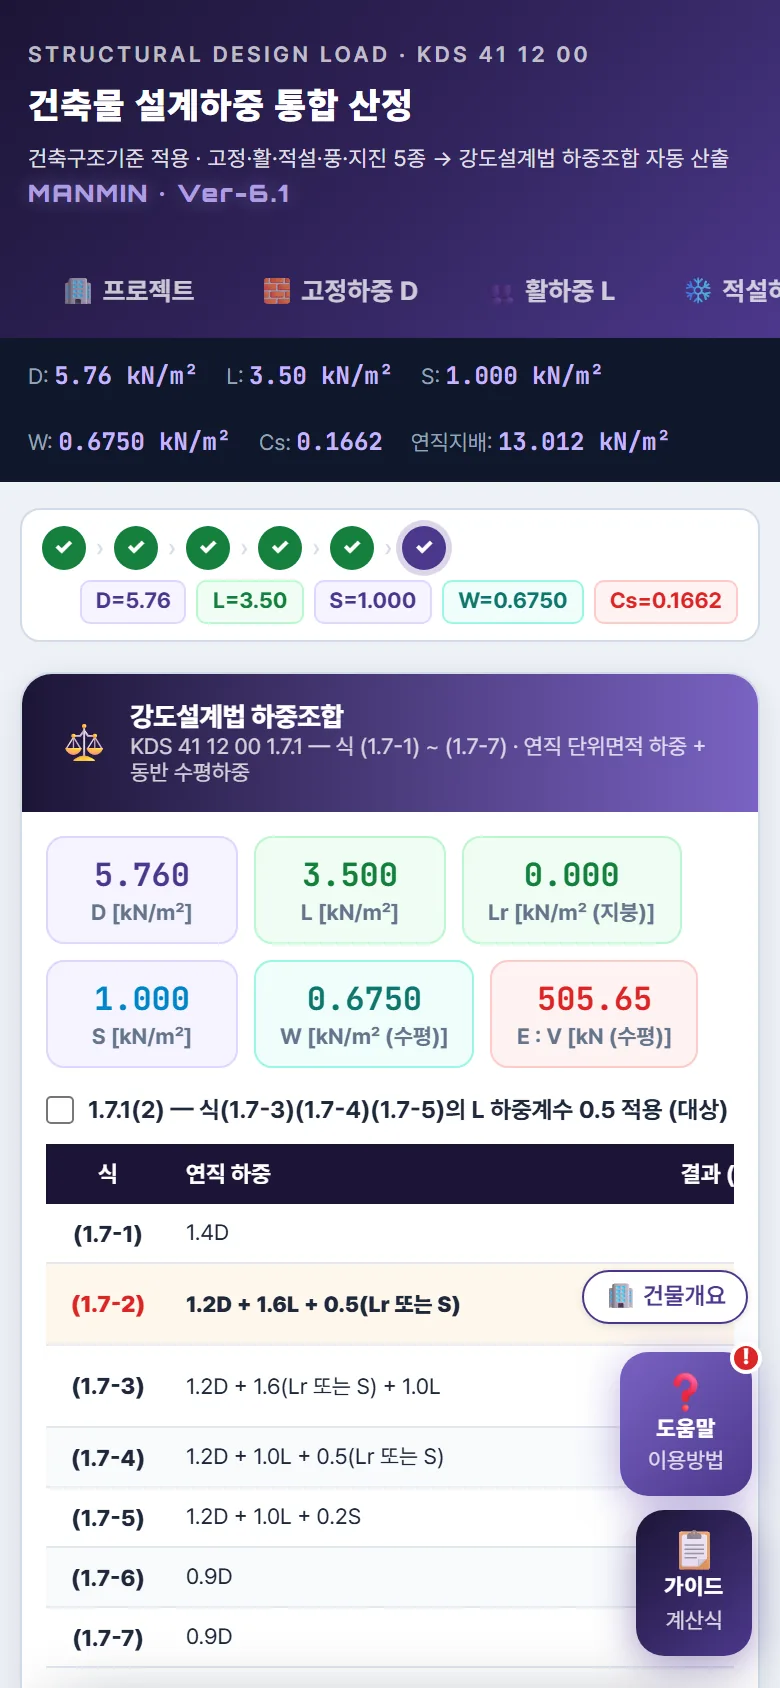 STRUCTURAL DESIGN LOAD · KDS 41 12 00
건축물 설계하중 통합 산정
건축구조기준 적용 · 고정·활·적설·풍·지진 5종 → 강도설계법 하중조합 자동 산출
MANMIN · Ver-6.1
프로젝트 고정하중 D 활하중 L 적설하
D: 5.76 kN/m² L: 3.50 kN/m² S: 1.000 kN/m²
W: 0.6750 kN/m² Cs: 0.1662 연직지배: 13.012 kN/m²
D=5.76 L=3.50 S=1.000 W=0.6750 Cs=0.1662
강도설계법 하중조합
KDS 41 12 00 1.7.1 — 식 (1.7-1) ~ (1.7-7) · 연직 단위면적 하중 +
동반 수평하중
5.760 3.500 0.000
D [kN/m²] L [kN/m²] Lr [kN/m² (지붕)]
1.000 0.6750 505.65
S [kN/m²] W [kN/m² (수평)] E : V [kN (수평)]
1.7.1(2) — 식(1.7-3)(1.7-4)(1.7-5)의 L 하중계수 0.5 적용 (대상)
식 연직 하중 결과 (
(1.7-1) 1.4D
(1.7-2) 1.2D + 1.6L + 0.5(Lr 또는 S)
건물개요
(1.7-3) 1.2D + 1.6(Lr 또는 S) + 1.0L
도움말
이용방법
(1.7-4) 1.2D + 1.0L + 0.5(Lr 또는 S)
(1.7-5) 1.2D + 1.0L + 0.2S
(1.7-6) 0.9D
가이드
계산식
(1.7-7) 0.9D